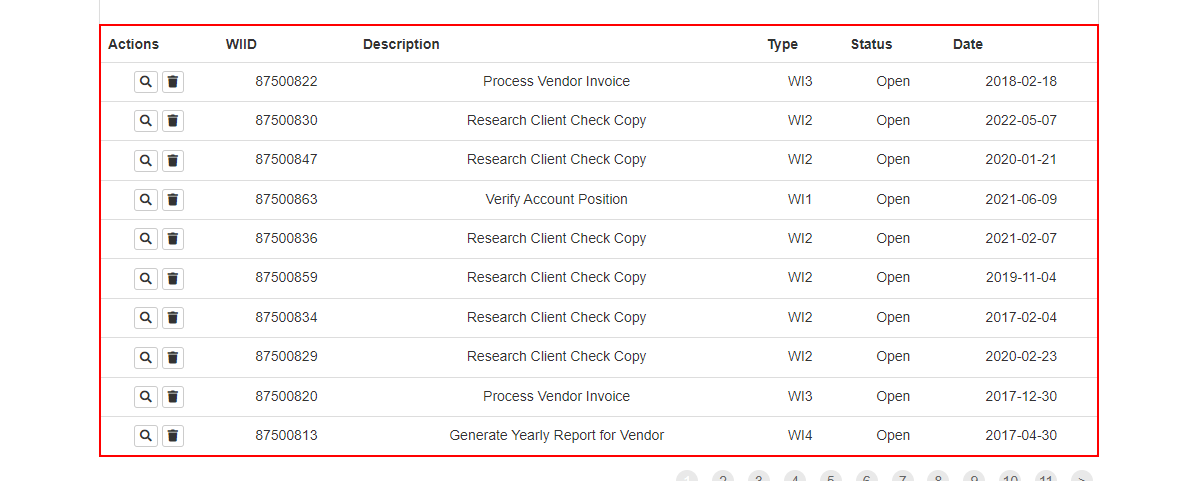 Actions WIID Description Type Status Date
87500822 Process Vendor Invoice WI3 Open 2018-02-18
87500830 Research Client Check Copy WI2 Open 2022-05-07
87500847 Research Client Check Copy WI2 Open 2020-01-21
87500863 Verify Account Position WI1 Open 2021-06-09
87500836 Research Client Check Copy WI2 Open 2021-02-07
87500859 Research Client Check Copy WI2 Open 2019-11-04
87500834 Research Client Check Copy WI2 Open 2017-02-04
87500829 Research Client Check Copy WI2 Open 2020-02-23
87500820 Process Vendor Invoice WI3 Open 2017-12-30
87500813 Generate Yearly Report for Vendor WI4 Open 2017-04-30
1 2 3 4 5 6 7 8 9 10 11 >